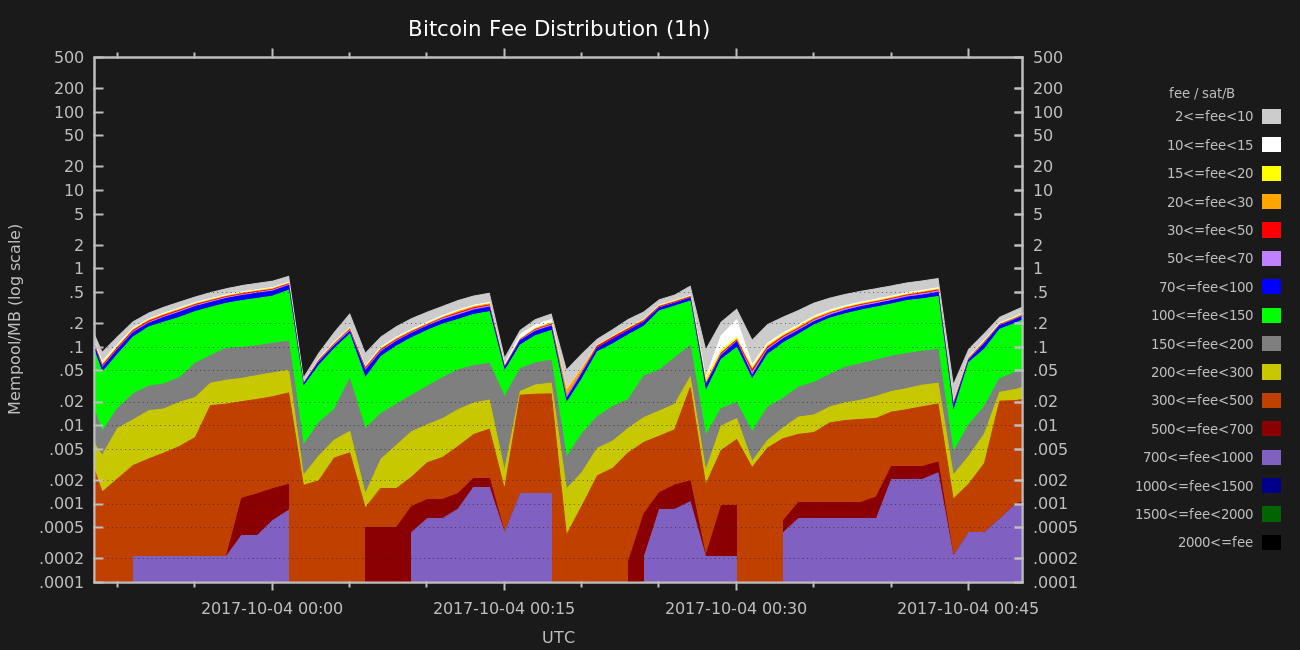 Bitcoin Fee Distribution (1h)
Mempool/MB (log scale)
500
200
100
50
20
10
5
2
1
.5
.2
.1
.05
.02
.01
.005
.002
.001
.0005
.0002
.0001
500
200
100
50
20
10
5
2
1
.5
.2
.1
.05
.02
.01
.005
.002
.001
.0005
.0002
.0001
2017-10-04 00:00 2017-10-04 00:15 2017-10-04 00:30 2017-10-04 00:45
UTC
fee / sat/B
2<=fee<10
10<=fee<15
15<=fee<20
20<=fee<30
30<=fee<50
50<=fee<70
70<=fee<100
100<=fee<150
150<=fee<200
200<=fee<300
300<=fee<500
500<=fee<700
700<=fee<1000
1000<=fee<1500
1500<=fee<2000
2000<=fee